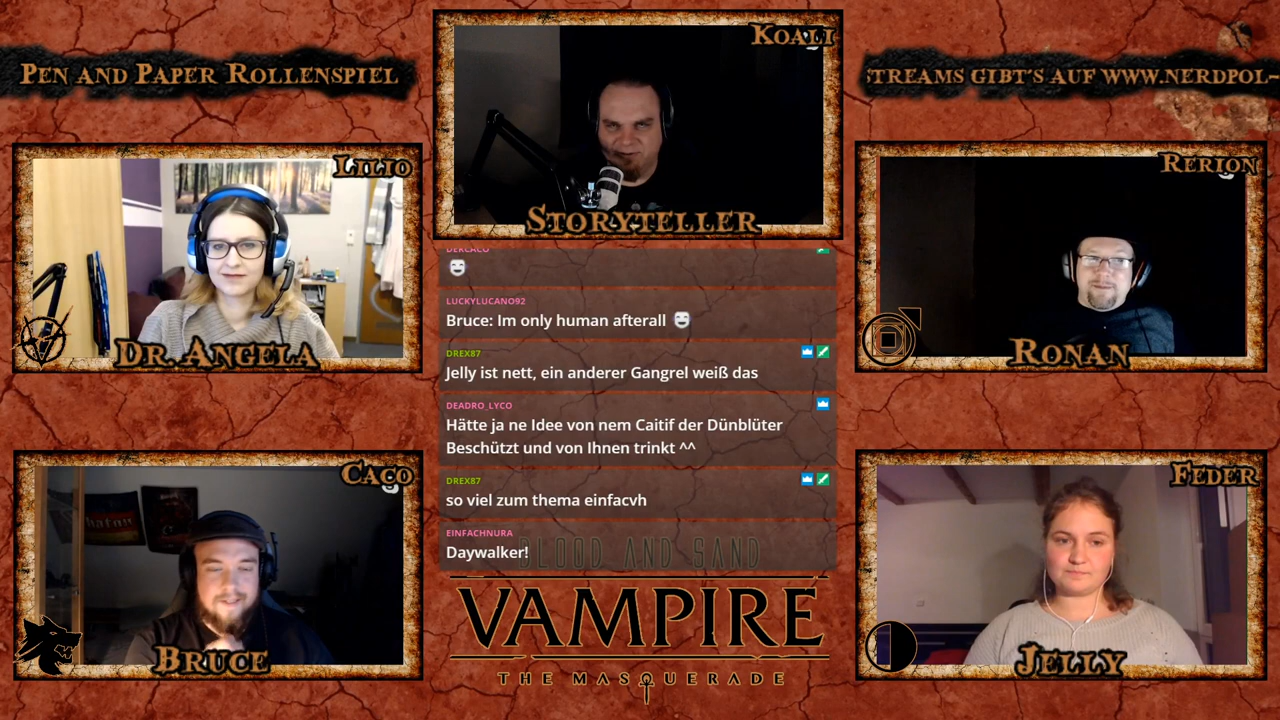 Koali
Pen and Paper Rollenspiel
streams gibt's auf www.nerdpol-
Storyteller
Lilio
Dr. Angela
Rerion
Ronan
DERCACO
LUCKYLUCANO92
Bruce: Im only human afterall
DREX87
Jelly ist nett, ein anderer Gangrel weiß das
DEADRO_LYCO
Hätte ja ne Idee von nem Caitif der Dünblüter
Beschützt und von Ihnen trinkt ^^
DREX87
so viel zum thema einfacvh
EINFACHNURA
Daywalker!
BLOOD AND SAND
VAMPIRE
THE MASQUERADE
Caco
Bruce
Feder
Jelly